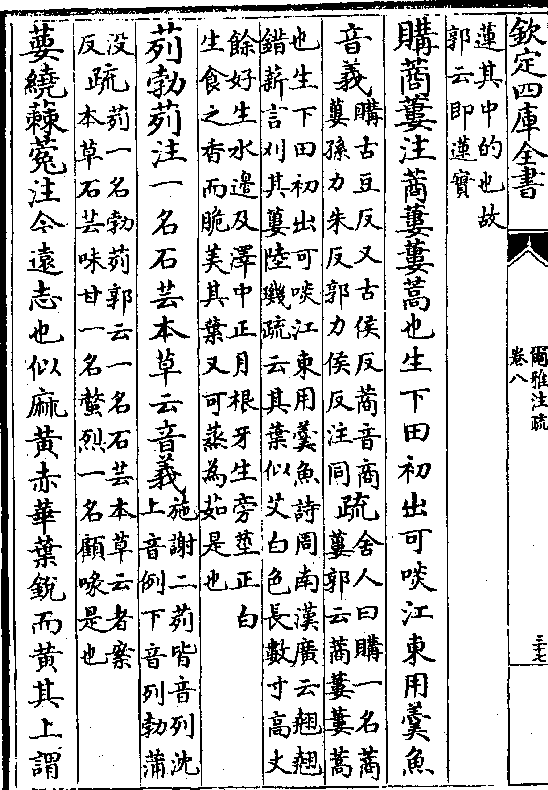 欽定四庫全書
爾雅注疏
卷八
三十七
蓮其中的也故
郭云即蓮實
購蔏蔞注蔏蔞蔞蒿也生下田初出可啖江東用羹魚
音義購古豆反又古侯反蔏音商
蔞孫力朱反郭力侯反注同疏舍人曰購一名蔏
蔞郭云蔏蔞蔞蒿
也生下田初出可啖江東用羹魚詩周南漢廣云翹翹
錯薪言刈其蔞陸璣疏云其葉似艾白色長數寸高丈
餘好生水邊及澤中正月根牙生旁莖正白
生食之香而脆美其葉又可蒸為茹是也
茢勃茢注一名石芸本草云音義施謝二茢皆音列沈
上音例下音列勃蒲
没疏茢一名勃茢郭云一名石芸本草云者案
反本草石芸味甘一名螫烈一名顧啄是也
葽繞蕀蒬注今遠志也似麻黄赤華葉銳而黄其上謂